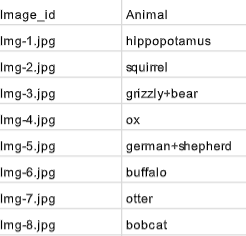 Image_id Animal
Img-1.jpg hippopotamus
Img-2.jpg squirrel
Img-3.jpg grizzly+bear
Img-4.jpg ox
Img-5.jpg german+shepherd
Img-6.jpg buffalo
Img-7.jpg otter
Img-8.jpg bobcat